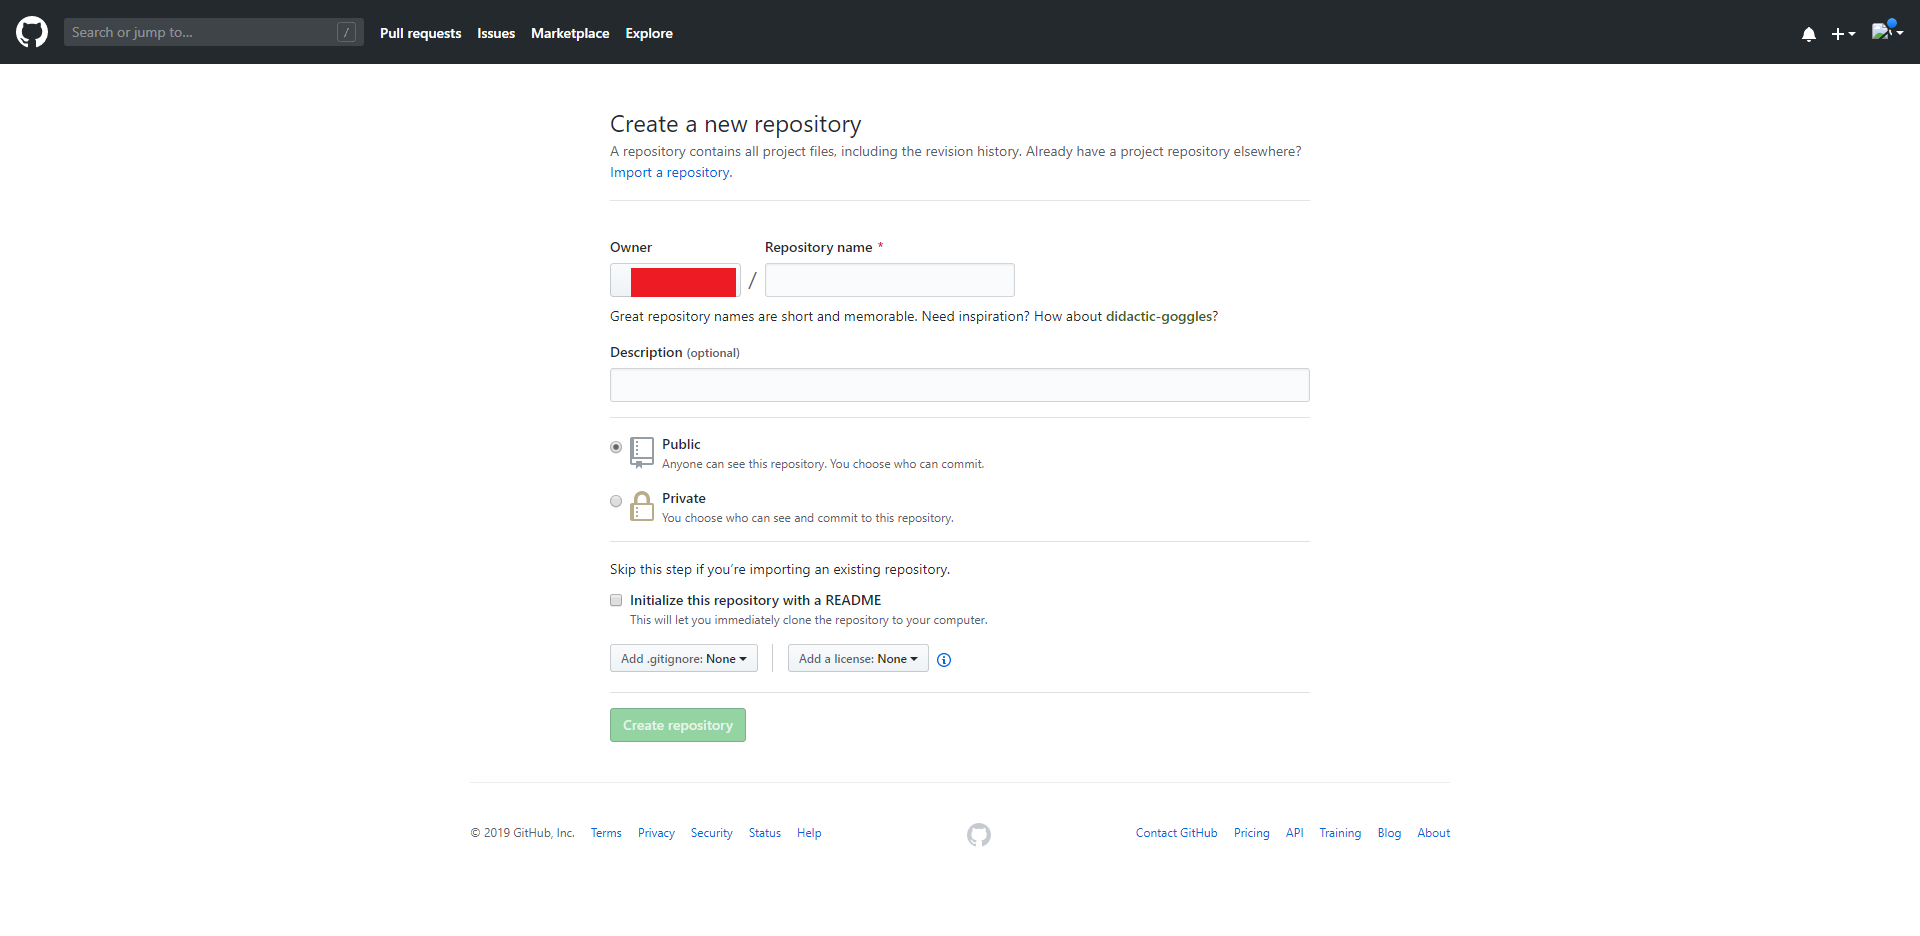 Search or jump to... /
Pull requests Issues Marketplace Explore
Create a new repository
A repository contains all project files, including the revision history. Already have a project repository elsewhere?
Import a repository.
Owner Repository name *
/
Great repository names are short and memorable. Need inspiration? How about didactic-goggles?
Description (optional)
Public
Anyone can see this repository. You choose who can commit.
Private
You choose who can see and commit to this repository.
Skip this step if you’re importing an existing repository.
Initialize this repository with a README
This will let you immediately clone the repository to your computer.
Add .gitignore: None Add a license: None
Create repository
© 2019 GitHub, Inc. Terms Privacy Security Status Help Contact GitHub Pricing API Training Blog About